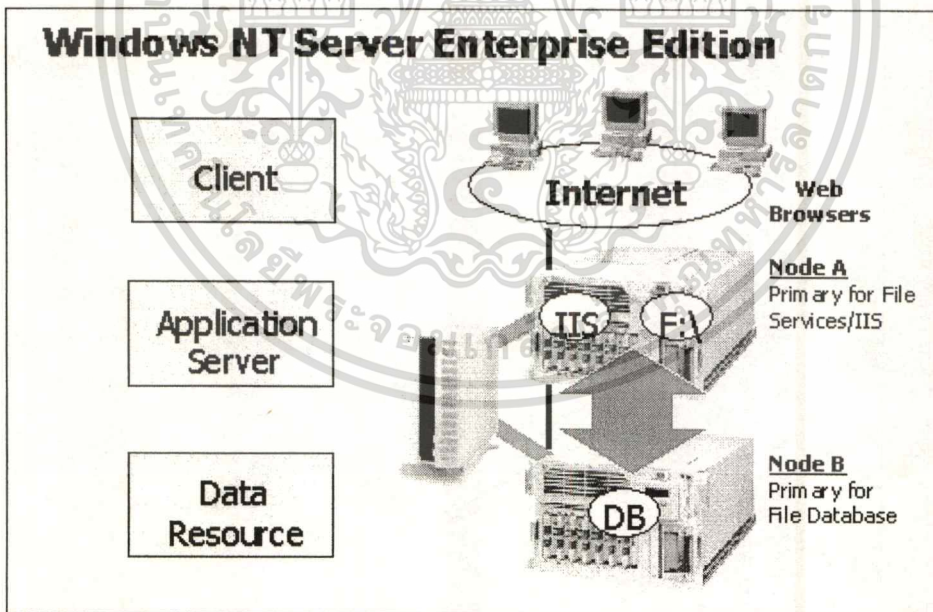 Windows NT Server Enterprise Edition
Client
Internet
Web
Browsers
Node A
Primary for File
Services/IIS
IIS
F:\
Application
Server
Node B
Primary for
File Database
DB
Data
Resource